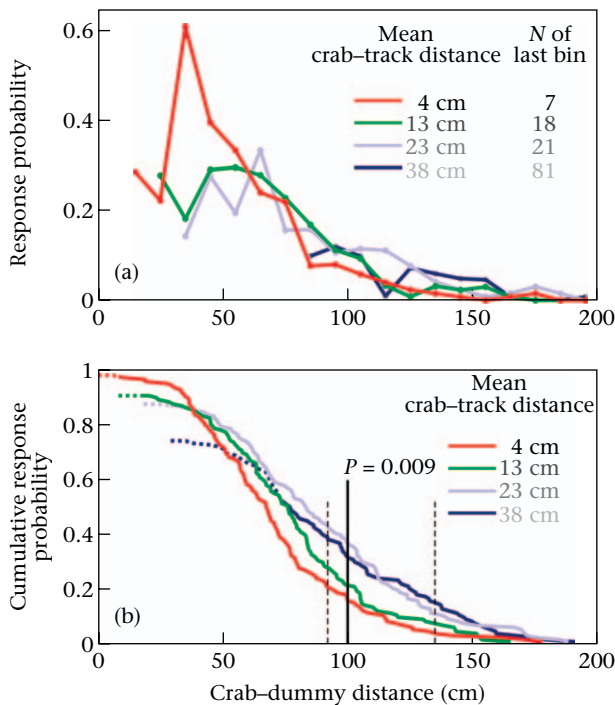 Response probability
0.6
0.4
0.2
0
Mean
crab–track distance
N of
last bin
4 cm 7
13 cm 18
23 cm 21
38 cm 81
(a)
0 50 100 150 200
Cumulative response
probability
1
0.8
0.6
0.4
0.2
0
Mean
crab–track distance
4 cm
13 cm
23 cm
38 cm
P = 0.009
(b)
0 50 100 150 200
Crab–dummy distance (cm)